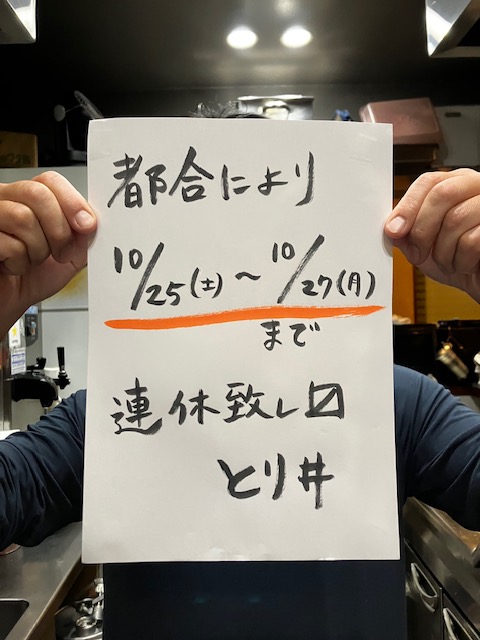 都合により
10/25(土)～10/27(月)
まで
連休致し〼
とり井